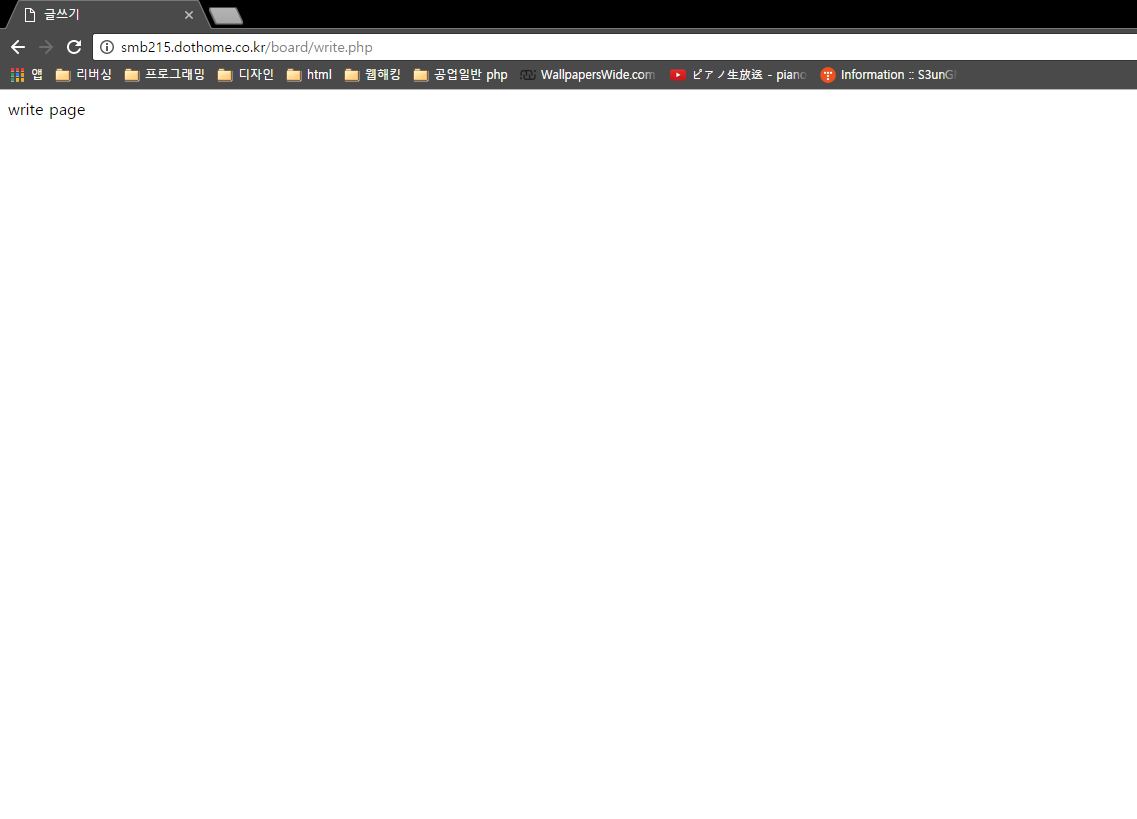 글쓰기
smb215.dothome.co.kr/board/write.php
앱 리버싱 프로그래밍 디자인 html 웹해킹 공업일반 php WallpapersWide.com ピアノ生放送 - piano Information :: S3unG
write page